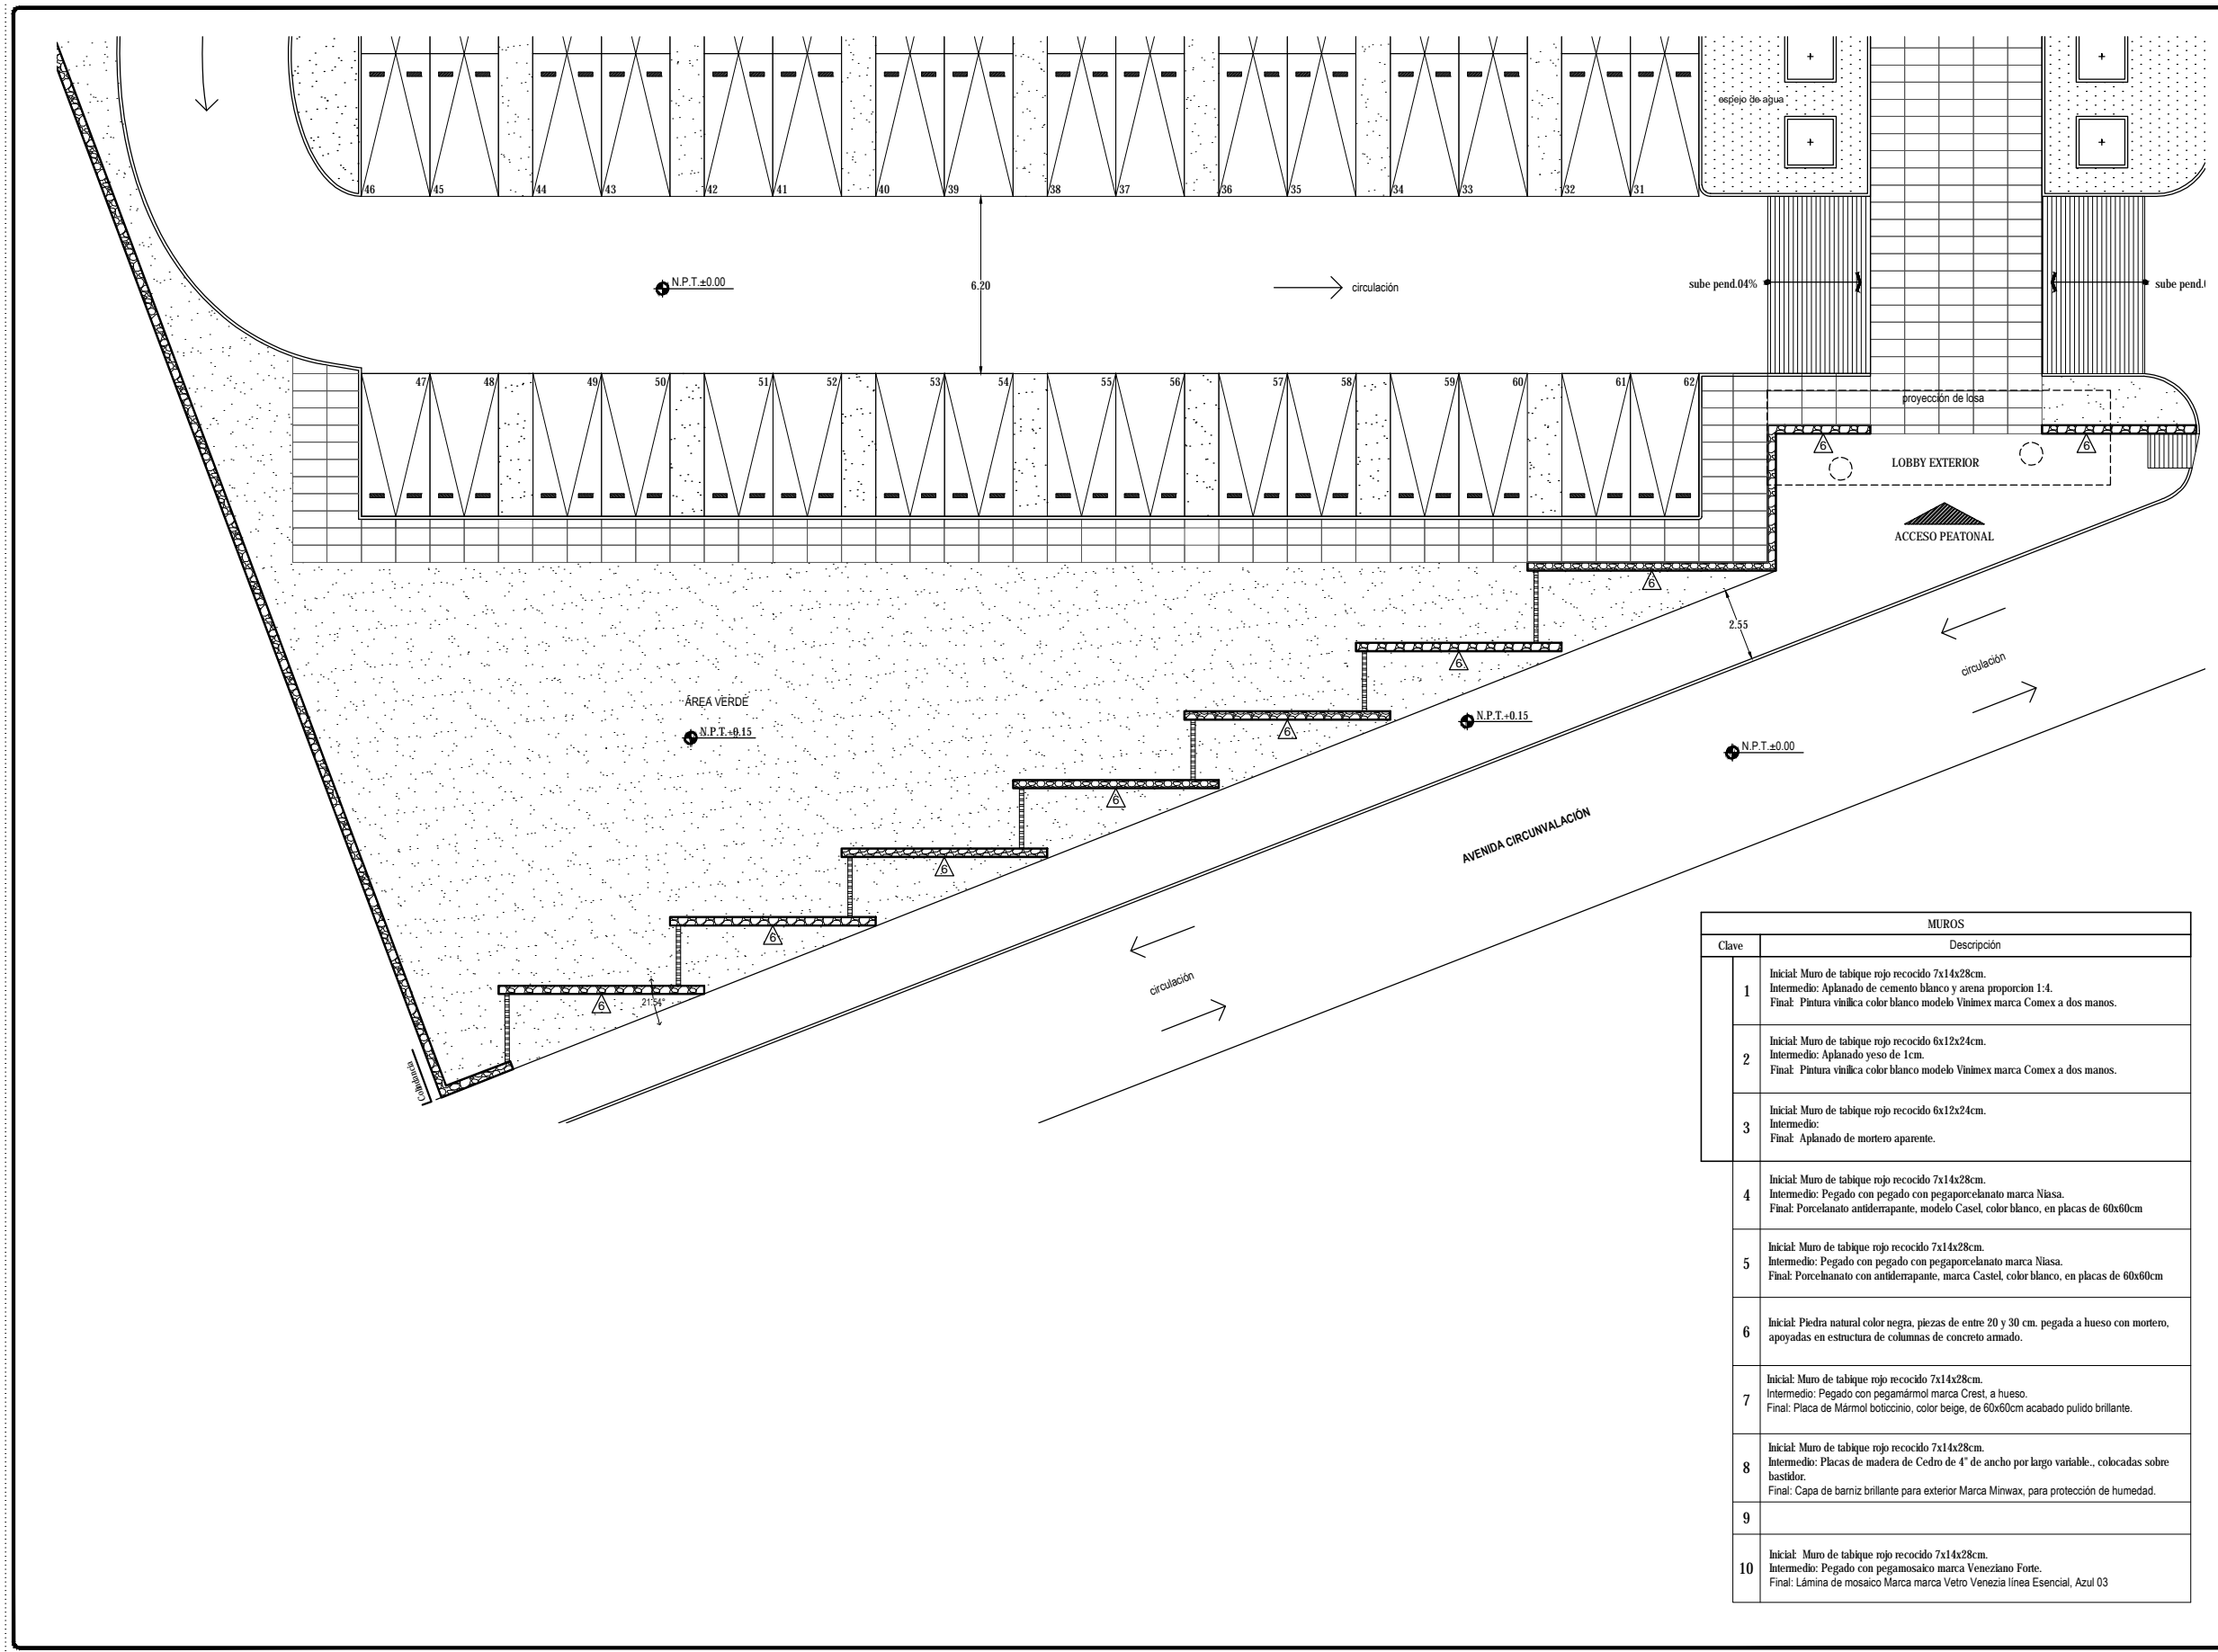 espejo de agua
46 45 44 43 42 41 40 39 38 37 36 35 34 33 32 31
N.P.T.±0.00
6.20
circulación
sube pend.04%
sube pend.
47 48 49 50 51 52 53 54 55 56 57 58 59 60 61 62
proyección de losa
6
6
LOBBY EXTERIOR
ACCESO PEATONAL
6
2.55
circulación
6
ÁREA VERDE
N.P.T.+0.15
6
N.P.T.+0.15
N.P.T.±0.00
6
AVENIDA CIRCUNVALACIÓN
6
6
circulación
6
21.54°
Colindancia
MUROS
Clave Descripción
1
Inicial: Muro de tabique rojo recocido 7x14x28cm.
Intermedio: Aplanado de cemento blanco y arena proporcion 1:4.
Final: Pintura vinílica color blanco modelo Vinimex marca Comex a dos manos.
2
Inicial: Muro de tabique rojo recocido 6x12x24cm.
Intermedio: Aplanado yeso de 1cm.
Final: Pintura vinílica color blanco modelo Vinimex marca Comex a dos manos.
3
Inicial: Muro de tabique rojo recocido 6x12x24cm.
Intermedio:
Final: Aplanado de mortero aparente.
4
Inicial: Muro de tabique rojo recocido 7x14x28cm.
Intermedio: Pegado con pegado con pegaporcelanato marca Niasa.
Final: Porcelanato antiderrapante, modelo Casel, color blanco, en placas de 60x60cm
5
Inicial: Muro de tabique rojo recocido 7x14x28cm.
Intermedio: Pegado con pegado con pegaporcelanato marca Niasa.
Final: Porcelnanato con antiderrapante, marca Castel, color blanco, en placas de 60x60cm
6
Inicial: Piedra natural color negra, piezas de entre 20 y 30 cm. pegada a hueso con mortero,
apoyadas en estructura de columnas de concreto armado.
7
Inicial: Muro de tabique rojo recocido 7x14x28cm.
Intermedio: Pegado con pegamármol marca Crest, a hueso.
Final: Placa de Mármol boticcinio, color beige, de 60x60cm acabado pulido brillante.
8
Inicial: Muro de tabique rojo recocido 7x14x28cm.
Intermedio: Placas de madera de Cedro de 4" de ancho por largo variable., colocadas sobre
bastidor.
Final: Capa de barniz brillante para exterior Marca Minwax, para protección de humedad.
9
10
Inicial: Muro de tabique rojo recocido 7x14x28cm.
Intermedio: Pegado con pegamosaico marca Veneziano Forte.
Final: Lámina de mosaico Marca marca Vetro Venezia línea Esencial, Azul 03